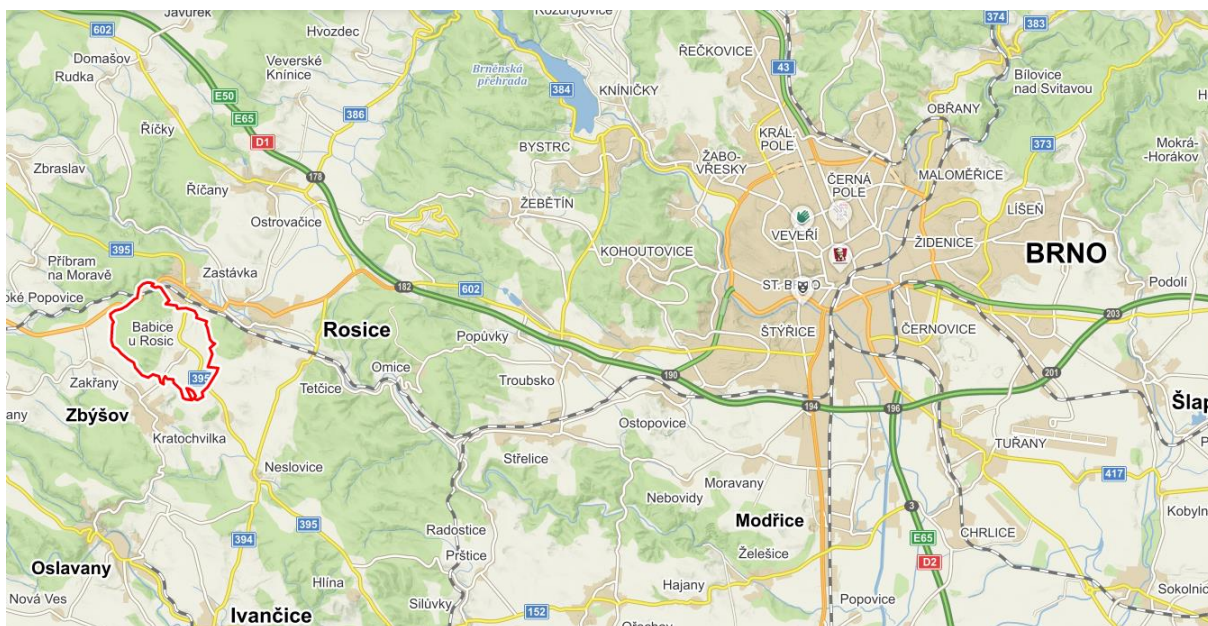 Javůrek
602
Hvozdec
Domašov
Rudka
Veverské
Knínice
Brněnská
přehrada
384
KNÍNIČKY
ŘEČKOVICE
43
374
383
Bílovice
nad Svitavou
OBŘANY
E50
E65
D1
386
Říčky
Zbraslav
Říčany
178
Ostrovačice
BYSTRC
ŽEBĚTÍN
KRÁL.
POLE
ŽABO-
VŘESKY
ČERNÁ
POLE
MALOMĚŘICE
373
Mokrá-
Horákov
LÍŠEŇ
VEVEŘÍ
ŽIDENICE
BRNO
KOHOUTOVICE
395
Příbram
na Moravě
Zastávka
182
602
ST. BRNO
Podolí
203
Babice
u Rosic
Rosice
Popůvky
ŠTÝŘICE
ČERNOVICE
395
Zakřany
Zbýšov
Tetčice
Omice
Troubsko
190
194
196
201
Kratochvilka
Ostopovice
TUŘANY
Neslovice
Střelice
Moravany
417
Nebovidy
395
394
Radostice
Modřice
3
E65
D2
CHRLICE
Oslavany
Hlína
Prštice
Želešice
Hajany
Nová Ves
Silůvky
152
Ivančice
Popovice